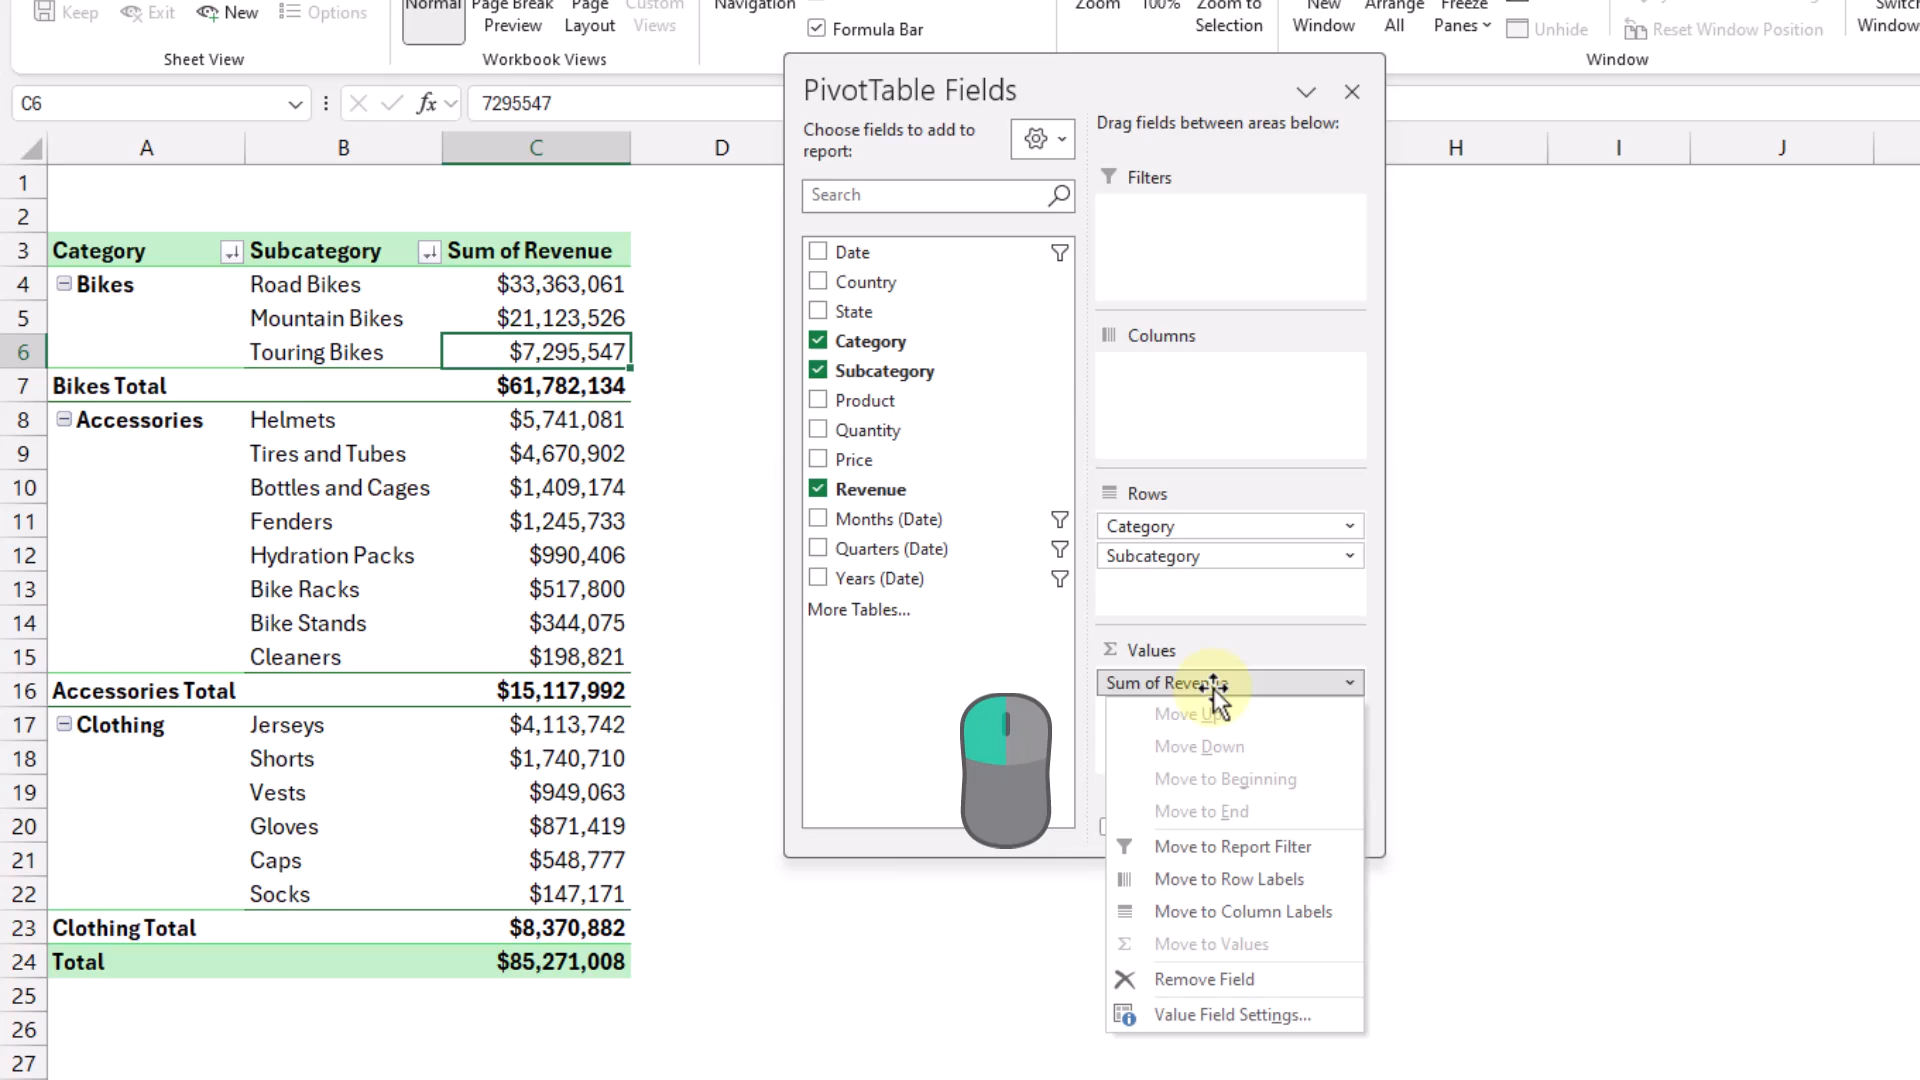 Keep Exit New Options
Normal Page Break Preview Page Layout Custom Views
Navigation
Formula Bar
Zoom 100% Zoom to Selection
New Window Arrange All Freeze Panes
Unhide
Reset Window Position
Switch Windows
Sheet View
Workbook Views
Window
C6
fx
7295547
A B C D H I J
1
2
3 Category Subcategory Sum of Revenue
4 Bikes Road Bikes $33,363,061
5 Mountain Bikes $21,123,526
6 Touring Bikes $7,295,547
7 Bikes Total $61,782,134
8 Accessories Helmets $5,741,081
9 Tires and Tubes $4,670,902
10 Bottles and Cages $1,409,174
11 Fenders $1,245,733
12 Hydration Packs $990,406
13 Bike Racks $517,800
14 Bike Stands $344,075
15 Cleaners $198,821
16 Accessories Total $15,117,992
17 Clothing Jerseys $4,113,742
18 Shorts $1,740,710
19 Vests $949,063
20 Gloves $871,419
21 Caps $548,777
22 Socks $147,171
23 Clothing Total $8,370,882
24 Total $85,271,008
25
26
27
PivotTable Fields
Choose fields to add to
report:
Search
Date
Country
State
Category
Subcategory
Product
Quantity
Price
Revenue
Months (Date)
Quarters (Date)
Years (Date)
More Tables...
Drag fields between areas below:
Filters
Columns
Rows
Category
Subcategory
Values
Sum of Revenue
Move Up
Move Down
Move to Beginning
Move to End
Move to Report Filter
Move to Row Labels
Move to Column Labels
Move to Values
Remove Field
Value Field Settings...